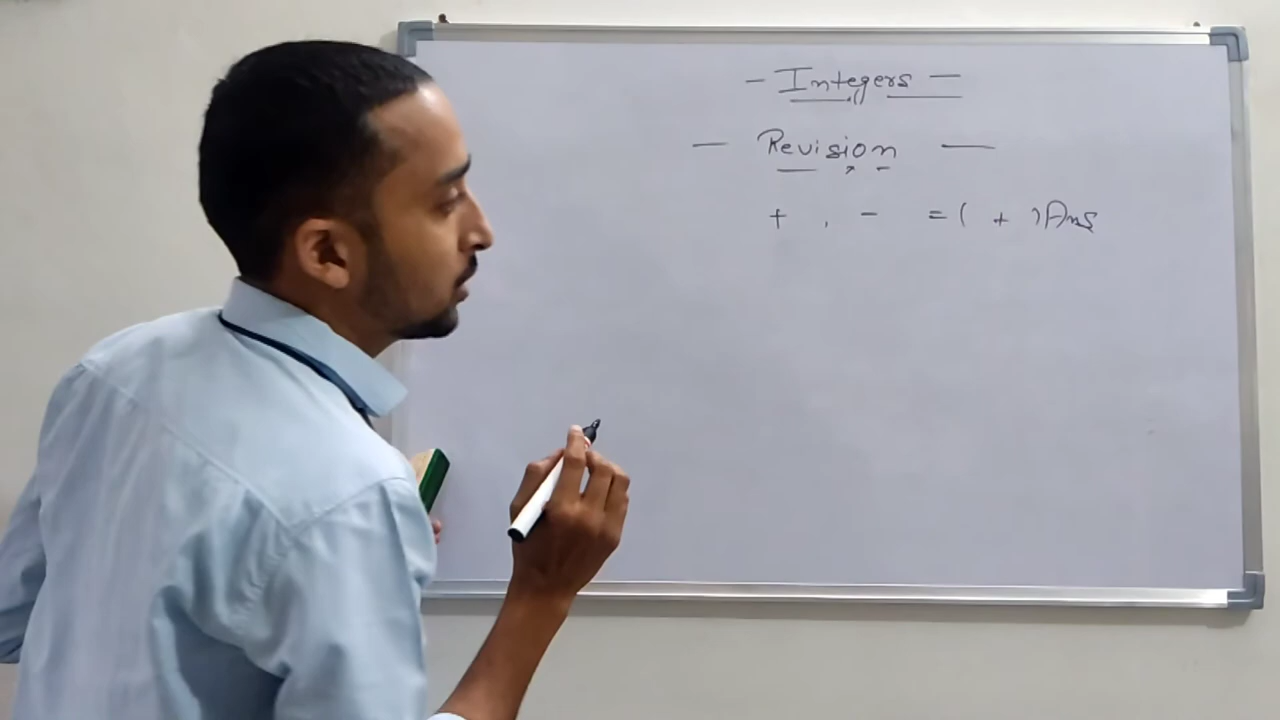 - Integers -
- Revision -
+ , - = ( + ) Ans